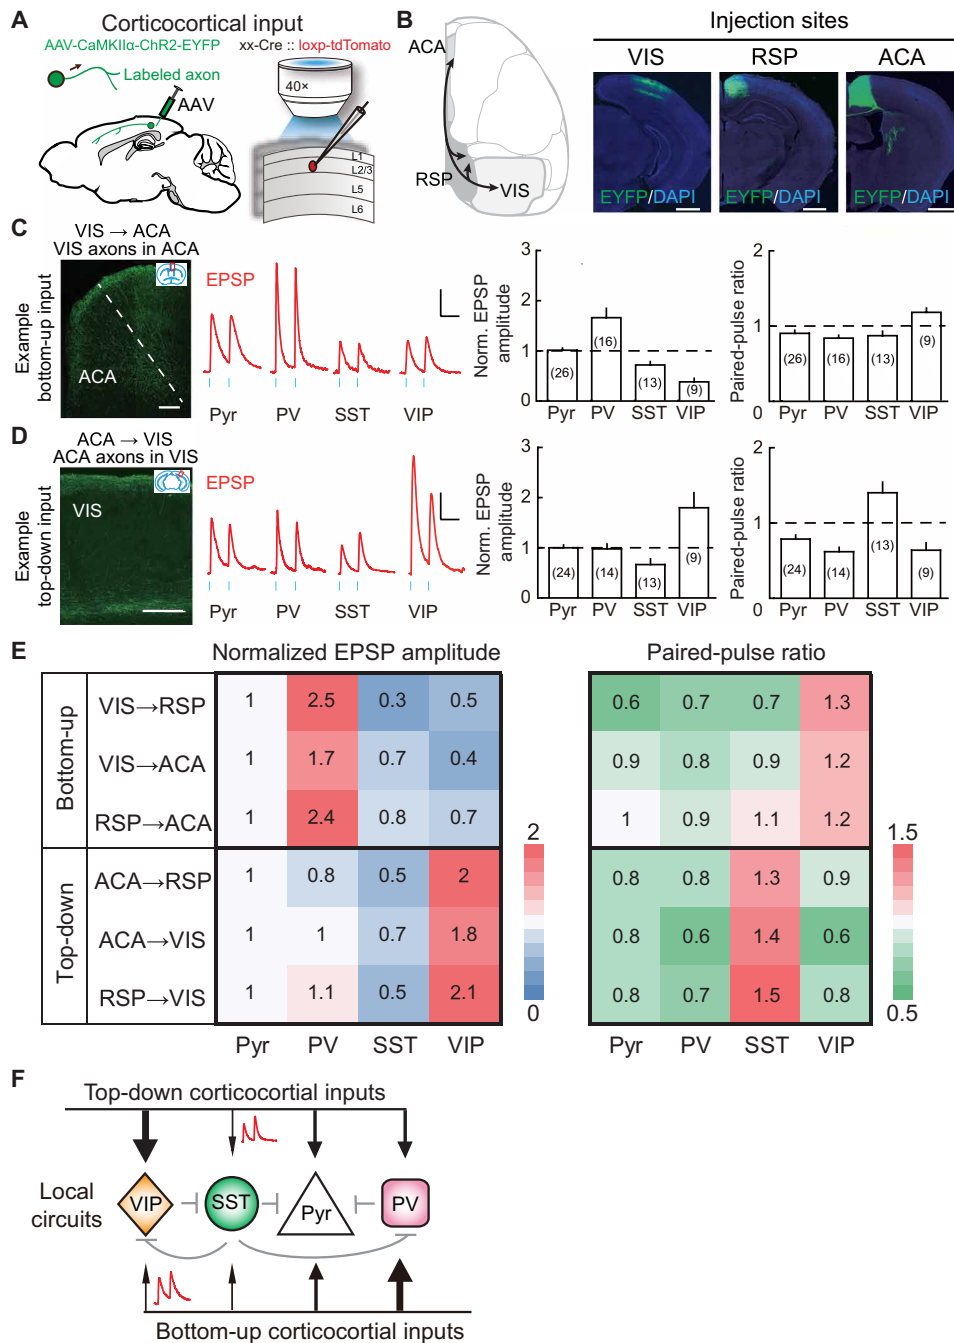 A
Corticocortical input
AAV-CaMKIIα-ChR2-EYFP
xx-Cre :: loxp-tdTomato
Labeled axon
AAV
40×
L1
L2/3
L5
L6
B
ACA
RSP
VIS
Injection sites
VIS RSP ACA
EYFP/DAPI EYFP/DAPI EYFP/DAPI
C
VIS → ACA
VIS axons in ACA
Example
bottom-up input
ACA
EPSP
Pyr PV SST VIP
Norm. EPSP
amplitude
3
2
1
0
(26) (16) (13) (9)
Pyr PV SST VIP
Paired-pulse ratio
2
1
0
(26) (16) (13) (9)
Pyr PV SST VIP
D
ACA → VIS
ACA axons in VIS
Example
top-down input
VIS
EPSP
Pyr PV SST VIP
Norm. EPSP
amplitude
3
2
1
0
(24) (14) (13) (9)
Pyr PV SST VIP
Paired-pulse ratio
2
1
0
(24) (14) (13) (9)
Pyr PV SST VIP
E
Normalized EPSP amplitude
Paired-pulse ratio
Bottom-up
VIS→RSP 1 2.5 0.3 0.5 0.6 0.7 0.7 1.3
VIS→ACA 1 1.7 0.7 0.4 0.9 0.8 0.9 1.2
RSP→ACA 1 2.4 0.8 0.7 1 0.9 1.1 1.2
Top-down
ACA→RSP 1 0.8 0.5 2 0.8 0.8 1.3 0.9
ACA→VIS 1 1 0.7 1.8 0.8 0.6 1.4 0.6
RSP→VIS 1 1.1 0.5 2.1 0.8 0.7 1.5 0.8
2
0
1.5
0.5
Pyr PV SST VIP
Pyr PV SST VIP
F
Top-down corticocortial inputs
Local
circuits
VIP SST Pyr PV
Bottom-up corticocortial inputs